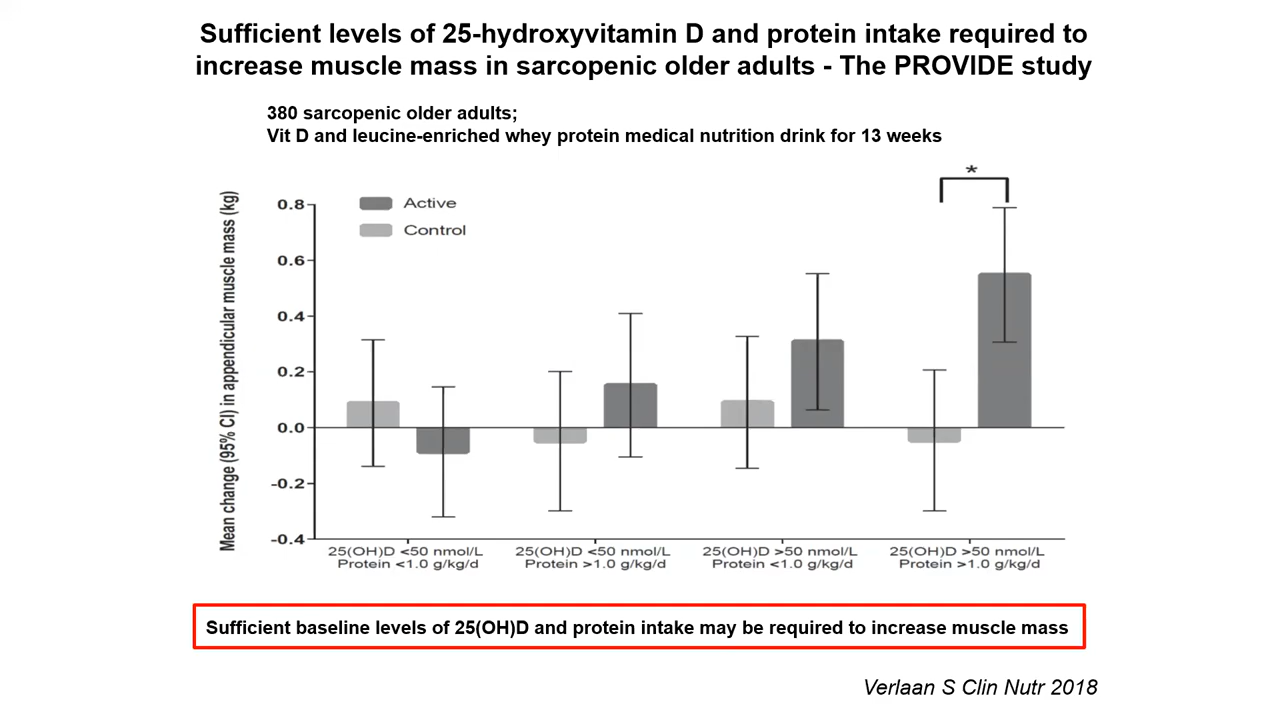 Sufficient levels of 25-hydroxyvitamin D and protein intake required to
increase muscle mass in sarcopenic older adults - The PROVIDE study
380 sarcopenic older adults;
Vit D and leucine-enriched whey protein medical nutrition drink for 13 weeks
Mean change (95% CI) in appendicular muscle mass (kg)
Active
Control
*
0.8
0.6
0.4
0.2
0.0
-0.2
-0.4
25(OH)D <50 nmol/L
Protein <1.0 g/kg/d
25(OH)D <50 nmol/L
Protein >1.0 g/kg/d
25(OH)D >50 nmol/L
Protein <1.0 g/kg/d
25(OH)D >50 nmol/L
Protein >1.0 g/kg/d
Sufficient baseline levels of 25(OH)D and protein intake may be required to increase muscle mass
Verlaan S Clin Nutr 2018